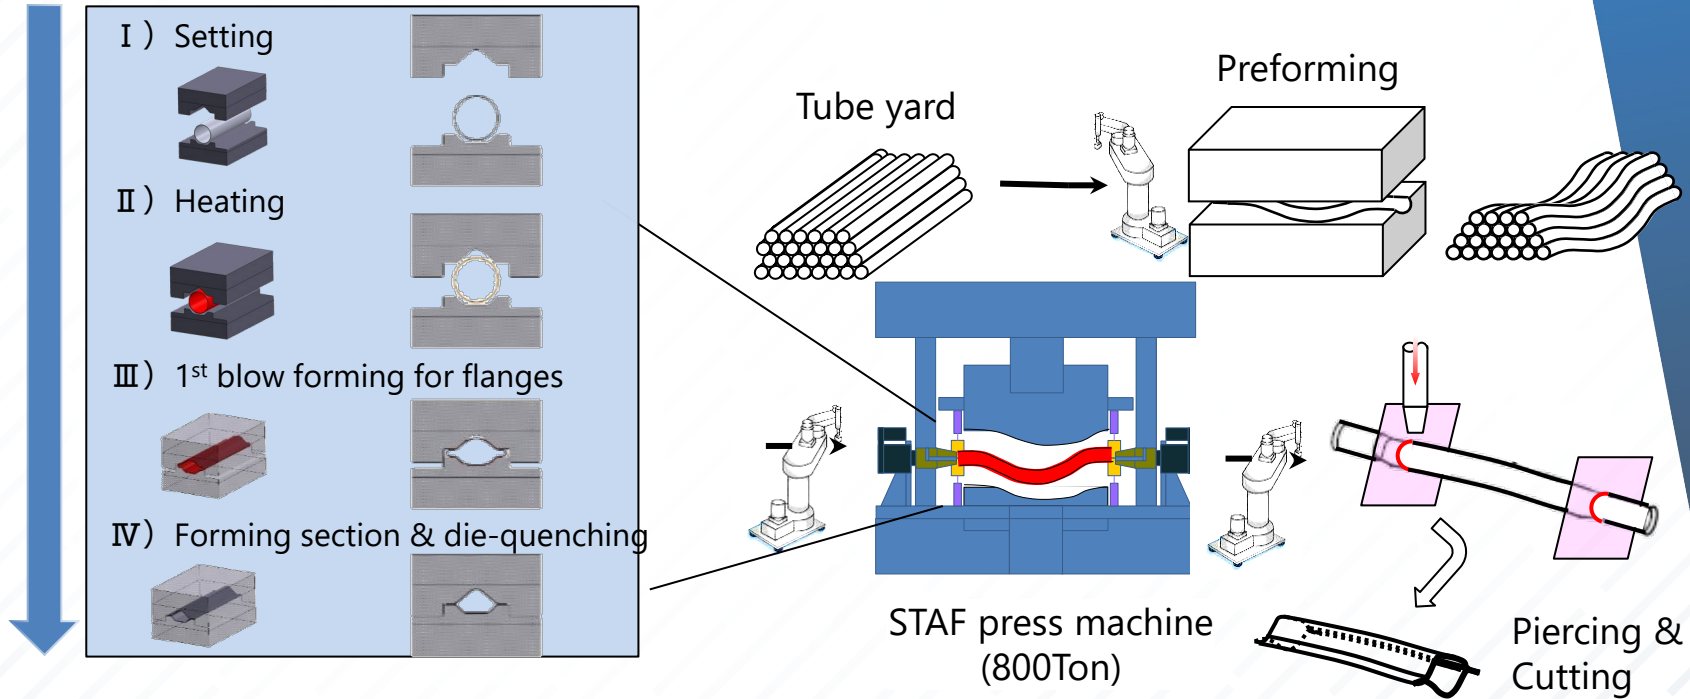 Ⅰ）Setting
Ⅱ）Heating
Ⅲ）1st blow forming for flanges
Ⅳ）Forming section & die-quenching
Tube yard
Preforming
STAF press machine
(800Ton)
Piercing &
Cutting